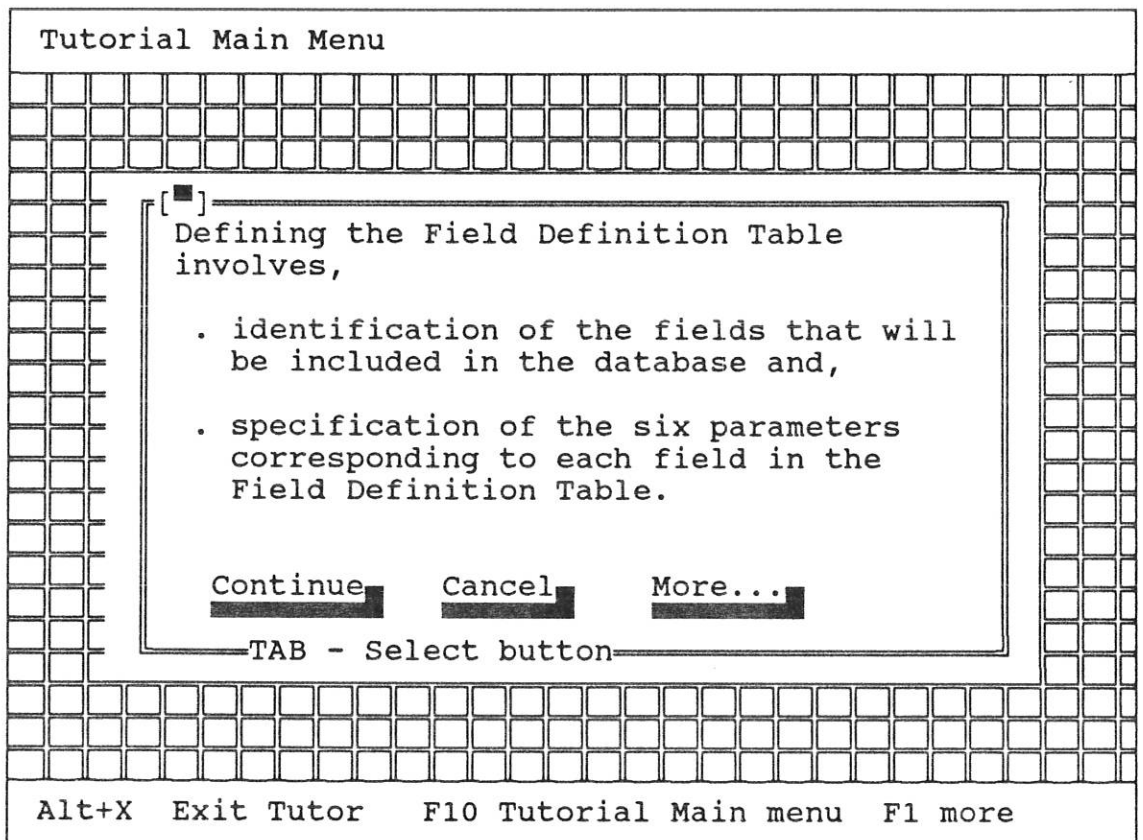 Tutorial Main Menu
[■]
Defining the Field Definition Table
involves,
. identification of the fields that will
be included in the database and,
. specification of the six parameters
corresponding to each field in the
Field Definition Table.
Continue Cancel More...
TAB - Select button
Alt+X Exit Tutor F10 Tutorial Main menu F1 more